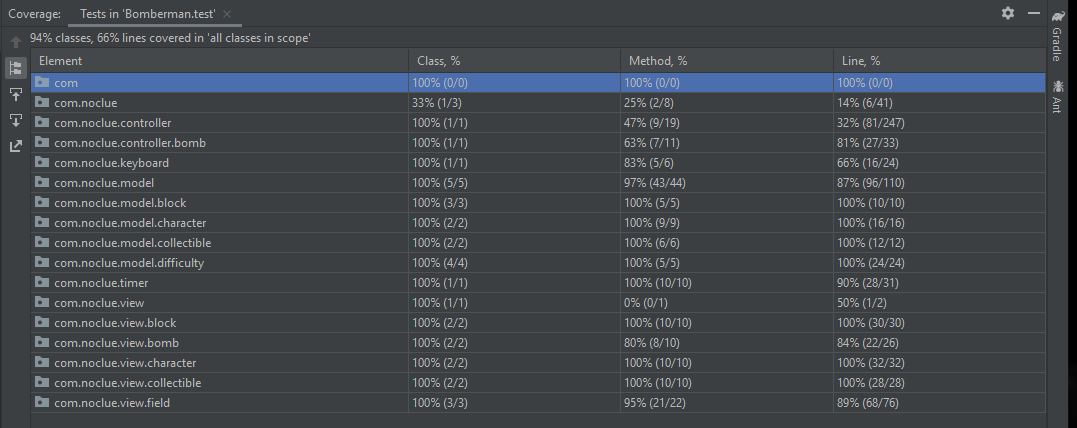 Coverage: Tests in 'Bomberman.test' ×
94% classes, 66% lines covered in 'all classes in scope'
Element Class, % Method, % Line, %
com 100% (0/0) 100% (0/0) 100% (0/0)
com.noclue 33% (1/3) 25% (2/8) 14% (6/41)
com.noclue.controller 100% (1/1) 47% (9/19) 32% (81/247)
com.noclue.controller.bomb 100% (1/1) 63% (7/11) 81% (27/33)
com.noclue.keyboard 100% (1/1) 83% (5/6) 66% (16/24)
com.noclue.model 100% (5/5) 97% (43/44) 87% (96/110)
com.noclue.model.block 100% (3/3) 100% (5/5) 100% (10/10)
com.noclue.model.character 100% (2/2) 100% (9/9) 100% (16/16)
com.noclue.model.collectible 100% (2/2) 100% (6/6) 100% (12/12)
com.noclue.model.difficulty 100% (4/4) 100% (5/5) 100% (24/24)
com.noclue.timer 100% (1/1) 100% (10/10) 90% (28/31)
com.noclue.view 100% (1/1) 0% (0/1) 50% (1/2)
com.noclue.view.block 100% (2/2) 100% (10/10) 100% (30/30)
com.noclue.view.bomb 100% (2/2) 80% (8/10) 84% (22/26)
com.noclue.view.character 100% (2/2) 100% (10/10) 100% (32/32)
com.noclue.view.collectible 100% (2/2) 100% (10/10) 100% (28/28)
com.noclue.view.field 100% (3/3) 95% (21/22) 89% (68/76)
Gradle
Ant